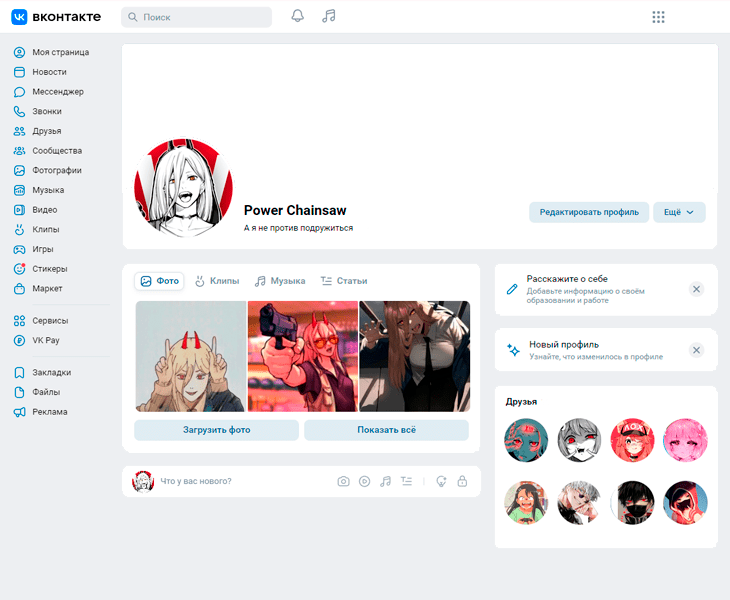 ВКОНТАКТЕ
Поиск
Моя страница
Новости
Мессенджер
Звонки
Друзья
Сообщества
Фотографии
Музыка
Видео
Клипы
Игры
Стикеры
Маркет
Сервисы
VK Pay
Закладки
Файлы
Реклама
Power Chainsaw
А я не против подружиться
Редактировать профиль
Ещё
Фото Клипы Музыка Статьи
Загрузить фото Показать всё
Что у вас нового?
Расскажите о себе
Добавьте информацию о своём
образовании и работе
Новый профиль
Узнайте, что изменилось в профиле
Друзья